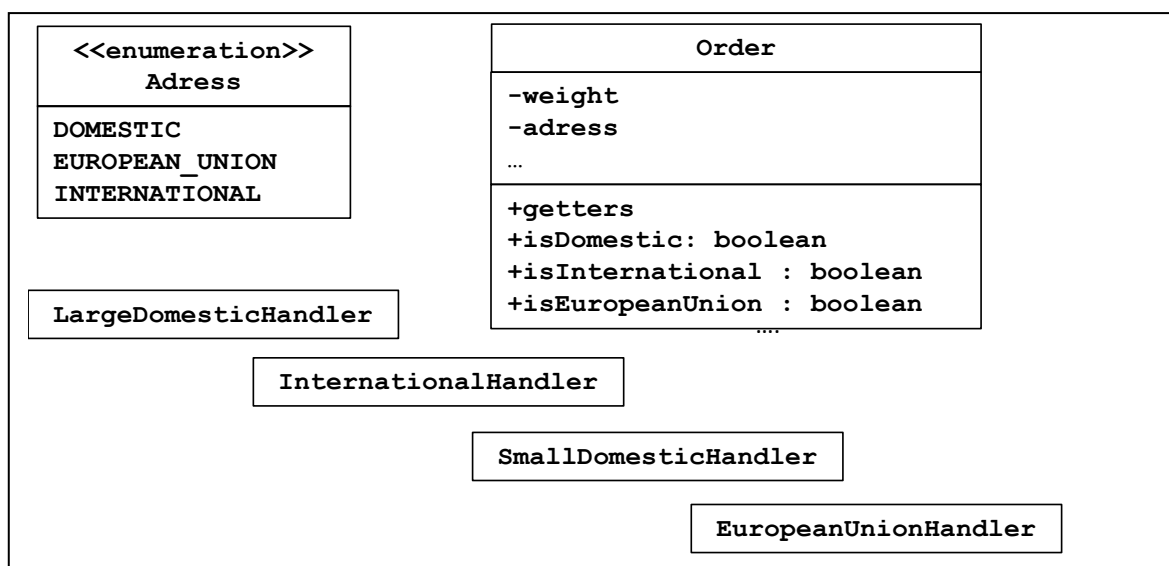 <<enumeration>>
Adress
DOMESTIC
EUROPEAN_UNION
INTERNATIONAL
Order
-weight
-adress
…
+getters
+isDomestic: boolean
+isInternational : boolean
+isEuropeanUnion : boolean
….
LargeDomesticHandler
InternationalHandler
SmallDomesticHandler
EuropeanUnionHandler